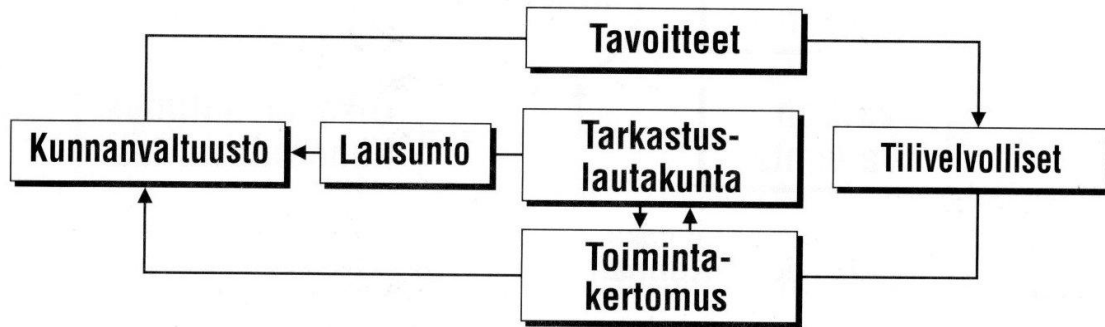 Tavoitteet
Kunnanvaltuusto
Lausunto
Tarkastus-
lautakunta
Tilivelvolliset
Toiminta-
kertomus